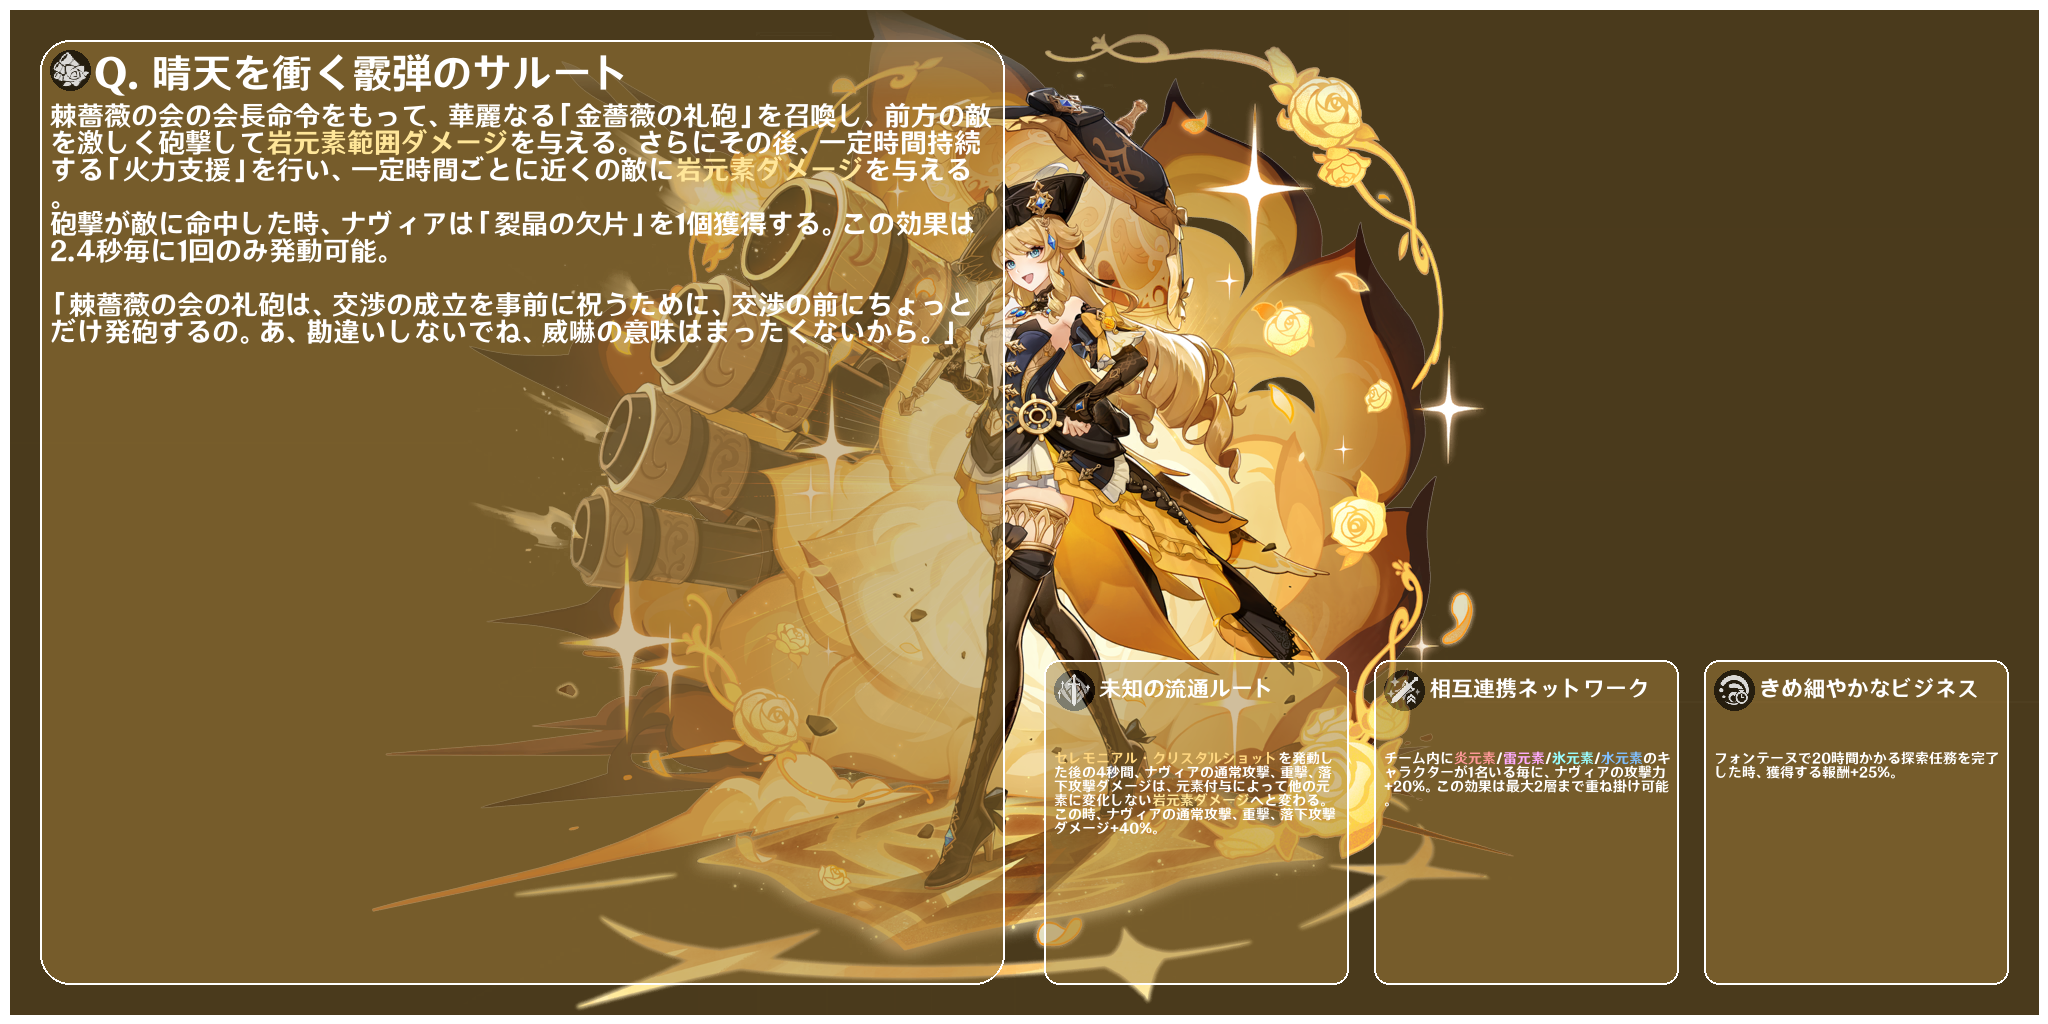 Q. 晴天を衝く霰弾のサルート
棘薔薇の会の会長命令をもって、華麗なる「金薔薇の礼砲」を召喚し、前方の敵
を激しく砲撃して岩元素範囲ダメージを与える。さらにその後、一定時間持続
する「火力支援」を行い、一定時間ごとに近くの敵に岩元素ダメージを与える
。
砲撃が敵に命中した時、ナヴィアは「裂晶の欠片」を1個獲得する。この効果は
2.4秒毎に1回のみ発動可能。
「棘薔薇の会の礼砲は、交渉の成立を事前に祝うために、交渉の前にちょっと
だけ発砲するの。あ、勘違いしないでね、威嚇の意味はまったくないから。」
未知の流通ルート
セレモニアル・クリスタルショットを発動し
た後の4秒間、ナヴィアの通常攻撃、重撃、落
下攻撃ダメージは、元素付与によって他の元
素に変化しない岩元素ダメージへと変わる。
この時、ナヴィアの通常攻撃、重撃、落下攻撃
ダメージ+40%。
相互連携ネットワーク
チーム内に炎元素/雷元素/氷元素/水元素のキ
ャラクターが1名いる毎に、ナヴィアの攻撃力
+20%。この効果は最大2層まで重ね掛け可能
。
きめ細やかなビジネス
フォンテーヌで20時間かかる探索任務を完了
した時、獲得する報酬+25%。